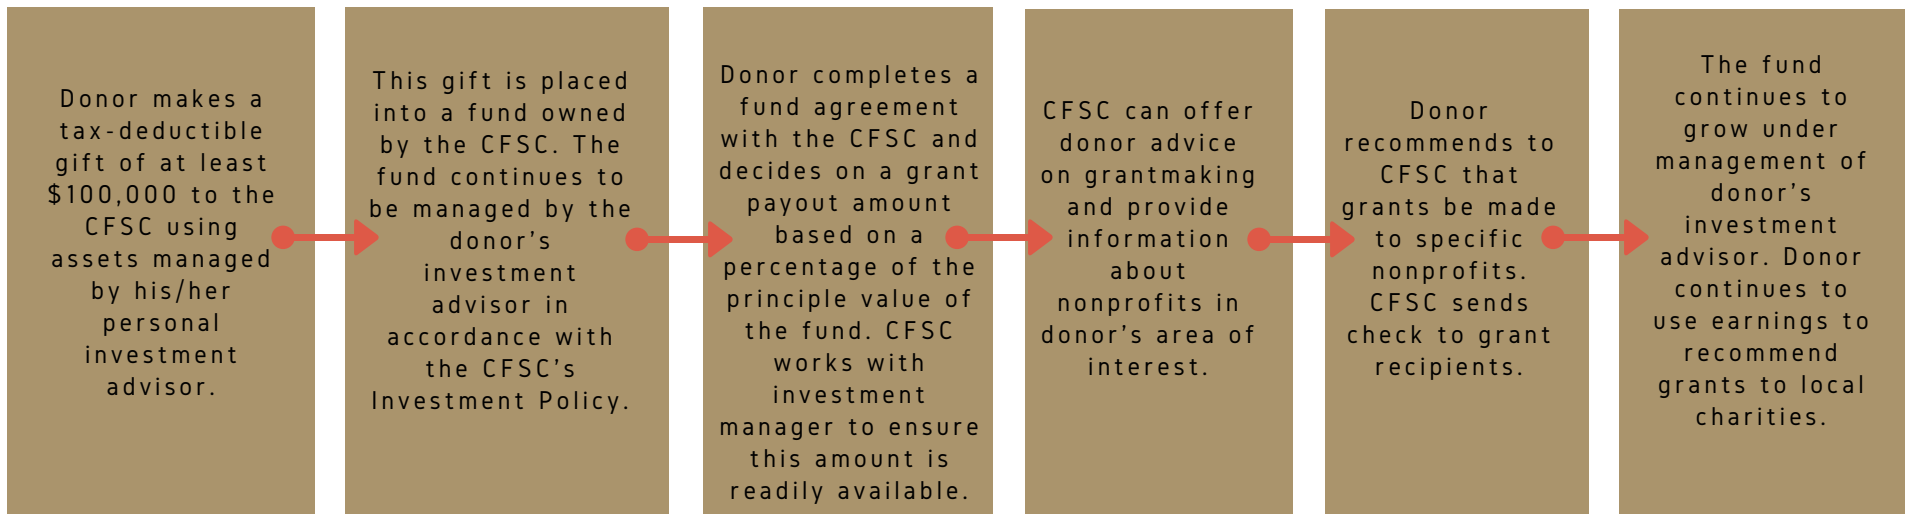 Donor makes a
tax-deductible
gift of at least
$100,000 to the
CFSC using
assets managed
by his/her
personal
investment
advisor.
This gift is placed
into a fund owned
by the CFSC. The
fund continues to
be managed by the
donor's
investment
advisor in
accordance with
the CFSC's
Investment Policy.
Donor completes a
fund agreement
with the CFSC and
decides on a grant
payout amount
based on a
percentage of the
principle value of
the fund. CFSC
works with
investment
manager to ensure
this amount is
readily available.
CFSC can offer
donor advice
on grantmaking
and provide
information
about
nonprofits in
donor's area of
interest.
Donor
recommends to
CFSC that
grants be made
to specific
nonprofits.
CFSC sends
check to grant
recipients.
The fund
continues to
grow under
management of
donor's
investment
advisor. Donor
continues to
use earnings to
recommend
grants to local
charities.